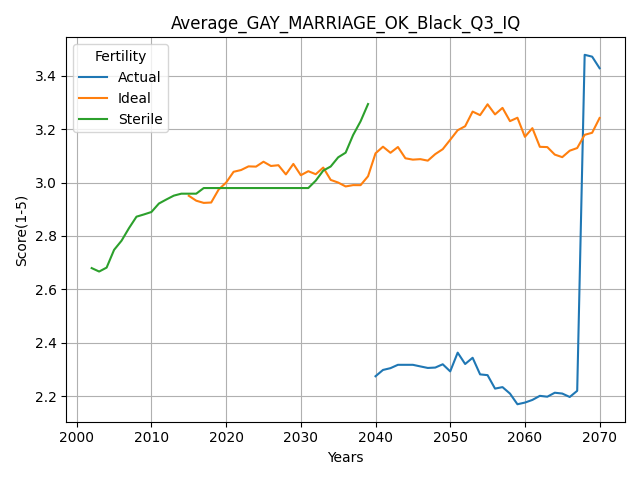 Average_GAY_MARRIAGE_OK_Black_Q3_IQ
Fertility
Actual
Ideal
Sterile
Score(1-5)
3.4
3.2
3.0
2.8
2.6
2.4
2.2
2000 2010 2020 2030 2040 2050 2060 2070
Years